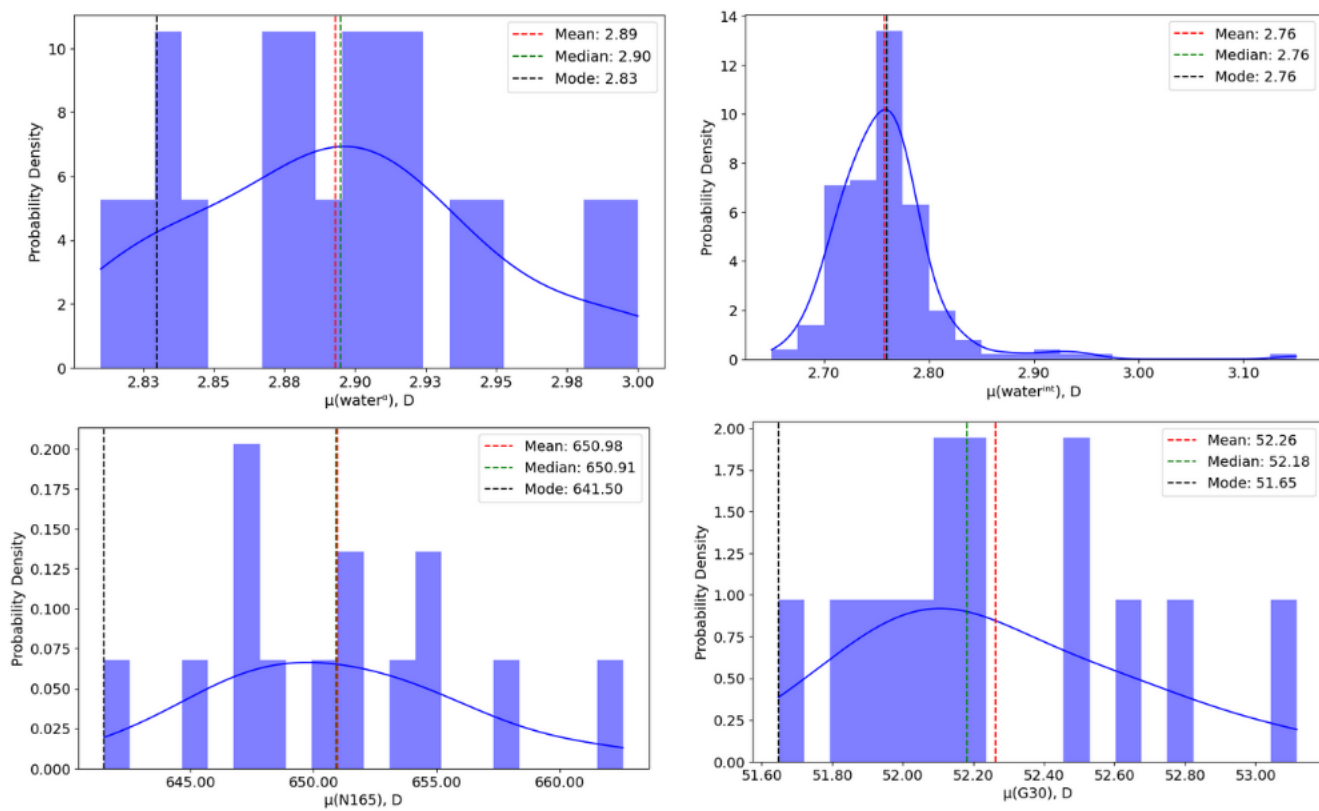 Mean: 2.89
Median: 2.90
Mode: 2.83
Probability Density
10
8
6
4
2
0
2.83
2.85
2.88
2.90
2.93
2.95
2.98
3.00
μ(waterᵅ), D
Mean: 2.76
Median: 2.76
Mode: 2.76
Probability Density
14
12
10
8
6
4
2
0
2.70
2.80
2.90
3.00
3.10
μ(waterⁱⁿᵗ), D
Mean: 650.98
Median: 650.91
Mode: 641.50
Probability Density
0.200
0.175
0.150
0.125
0.100
0.075
0.050
0.025
0.000
645.00
650.00
655.00
660.00
μ(N165), D
Mean: 52.26
Median: 52.18
Mode: 51.65
Probability Density
2.00
1.75
1.50
1.25
1.00
0.75
0.50
0.25
0.00
51.60
51.80
52.00
52.20
52.40
52.60
52.80
53.00
μ(G30), D